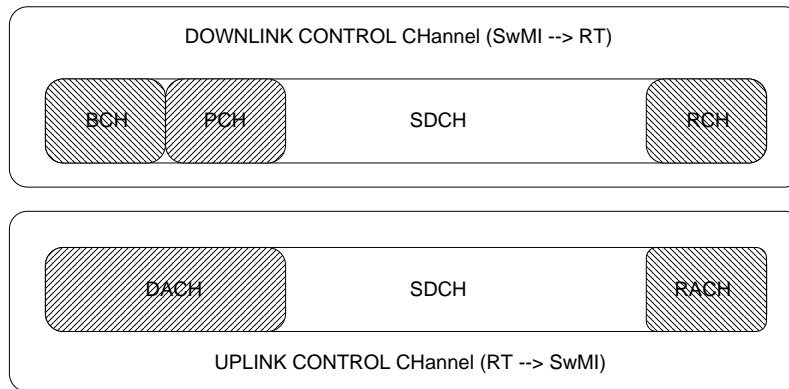 DOWNLINK CONTROL CHannel (SwMI --> RT)
BCH PCH SDCH RCH
DACH SDCH RACH
UPLINK CONTROL CHannel (RT --> SwMI)